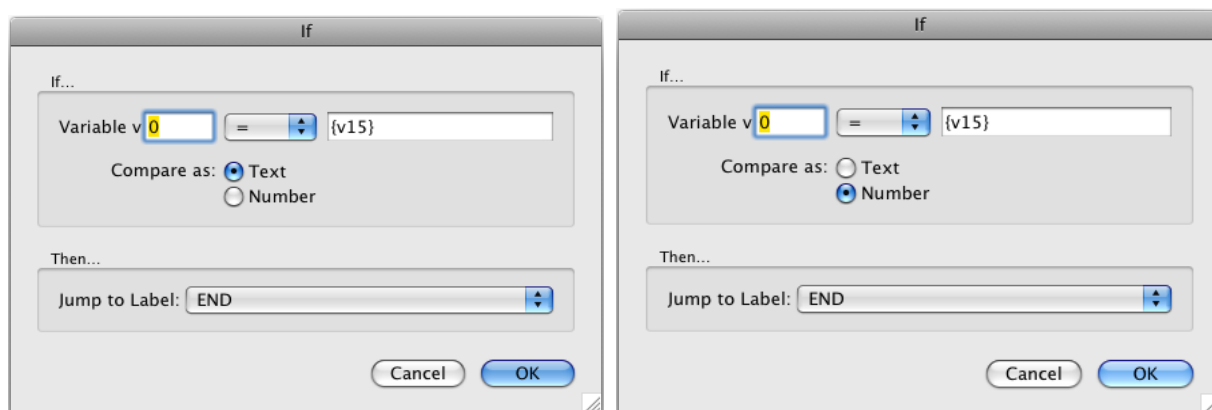 If
If...
Variable v 0 = {v15}
Compare as: Text
Number
Then...
Jump to Label: END
Cancel OK
If
If...
Variable v 0 = {v15}
Compare as: Text
Number
Then...
Jump to Label: END
Cancel OK